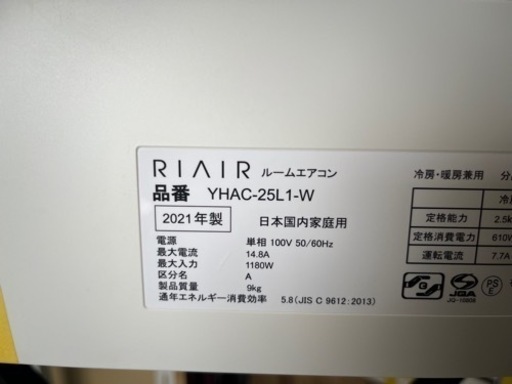 RIAIR ルームエアコン
品番 YHAC-25L1-W
2021年製 日本国内家庭用
電源 単相 100V 50/60Hz
最大電流 14.8A
最大入力 1180W
区分名 A
製品質量 9kg
通年エネルギー消費効率 5.8(JIS C 9612:2013)
冷房・暖房兼用
定格能力 2.5k
定格消費電力 610W
運転電流 7.7A
JQA
PS
E